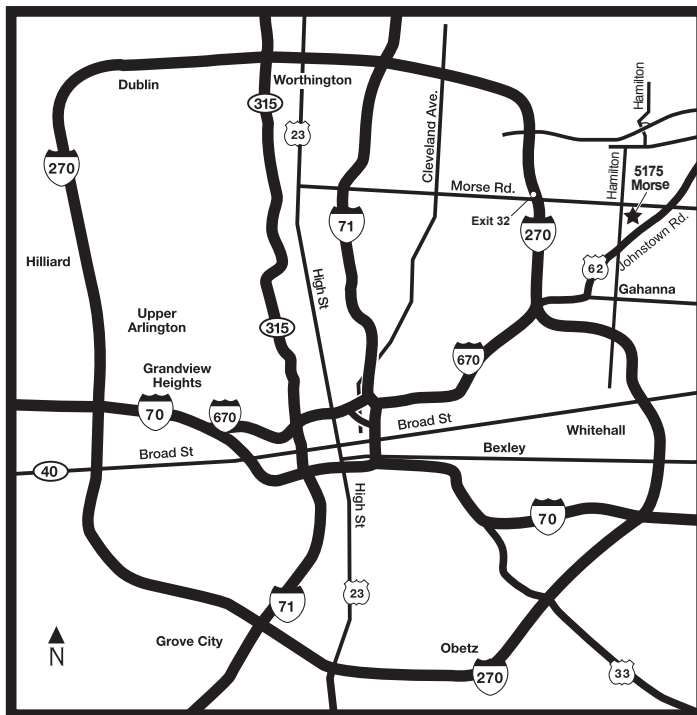 Dublin
Worthington
315
23
270
Cleveland Ave.
Hamilton
Hamilton
5175
Morse
Morse Rd.
Exit 32
71
270
Johnstown Rd.
62
Gahanna
Hilliard
High St
Upper
Arlington
315
Grandview
Heights
670
70
670
Broad St
Whitehall
Broad St
Bexley
40
High St
70
71
23
N
Grove City
Obetz
270
33